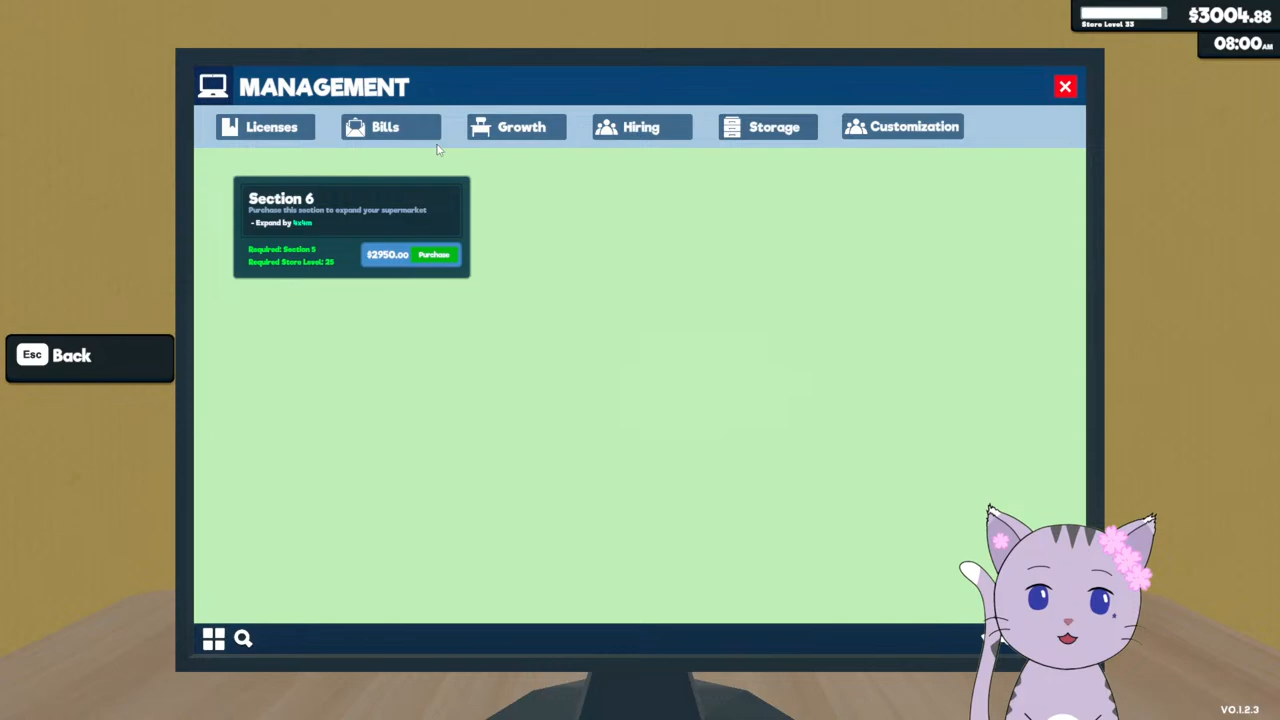 $3004.88
Store Level 35
08:00AM
MANAGEMENT
Licenses
Bills
Growth
Hiring
Storage
Customization
Section 6
Purchase this section to expand your supermarket
- Expand by 4x4m
Required: Section 5
Required Store Level: 25
$2950.00 Purchase
Esc Back
V0.1.2.3